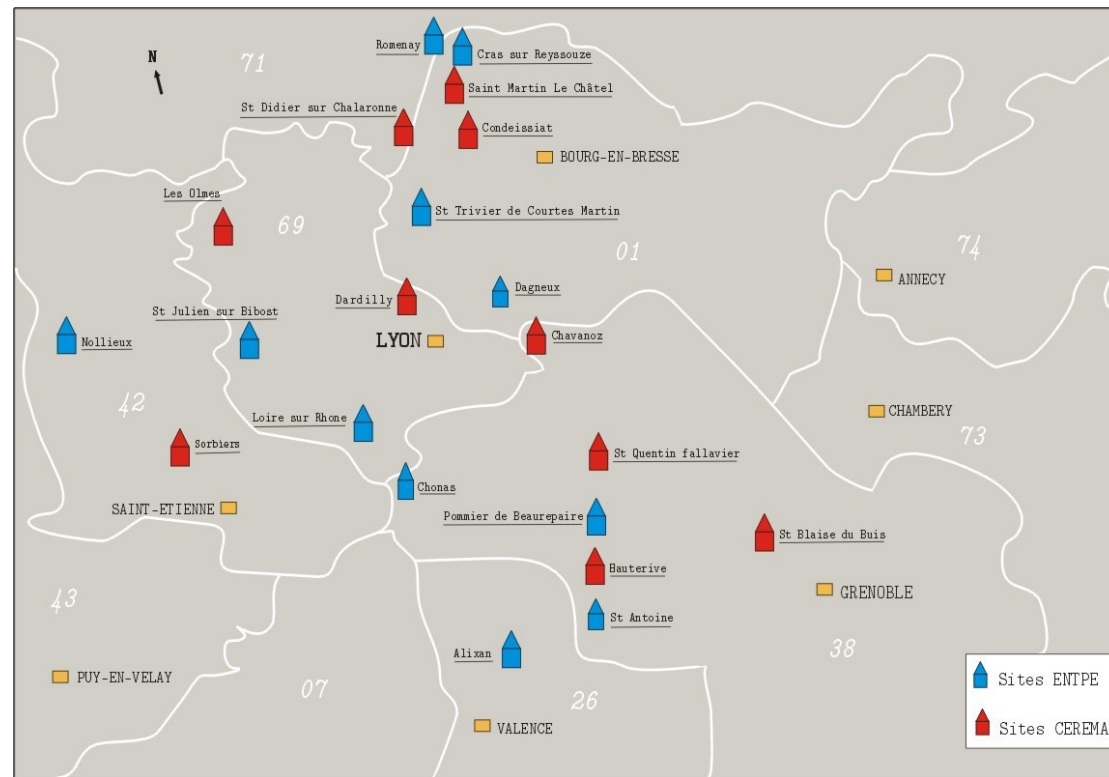 Romenay
Cras sur Reyssouze
N
71
Saint Martin Le Châtel
St Didier sur Chalaronne
Condeissiat
BOURG-EN-BRESSE
Les Olmes
St Trivier de Courtes Martin
69
01
74
ANNECY
Dagneux
Dardilly
St Julien sur Bibost
Chavanoz
LYON
Nollieux
42
CHAMBERY
Loire sur Rhone
73
Sorbiers
St Quentin fallavier
Chonas
SAINT-ETIENNE
Pommier de Beaurepaire
St Blaise du Buis
Hauterive
43
GRENOBLE
St Antoine
38
Alixan
PUY-EN-VELAY
07
26
Sites ENTPE
VALENCE
Sites CEREMA